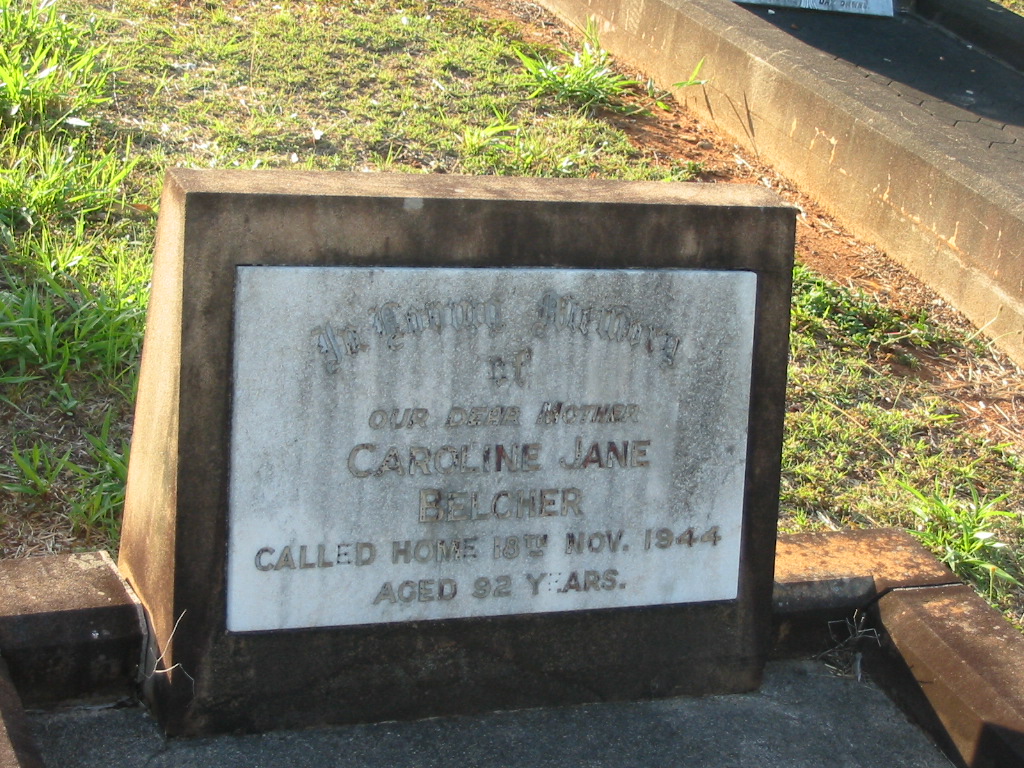 In Loving Memory
of
OUR DEAR MOTHER
CAROLINE JANE
BELCHER
CALLED HOME 18TH NOV. 1944
AGED 92 YEARS.